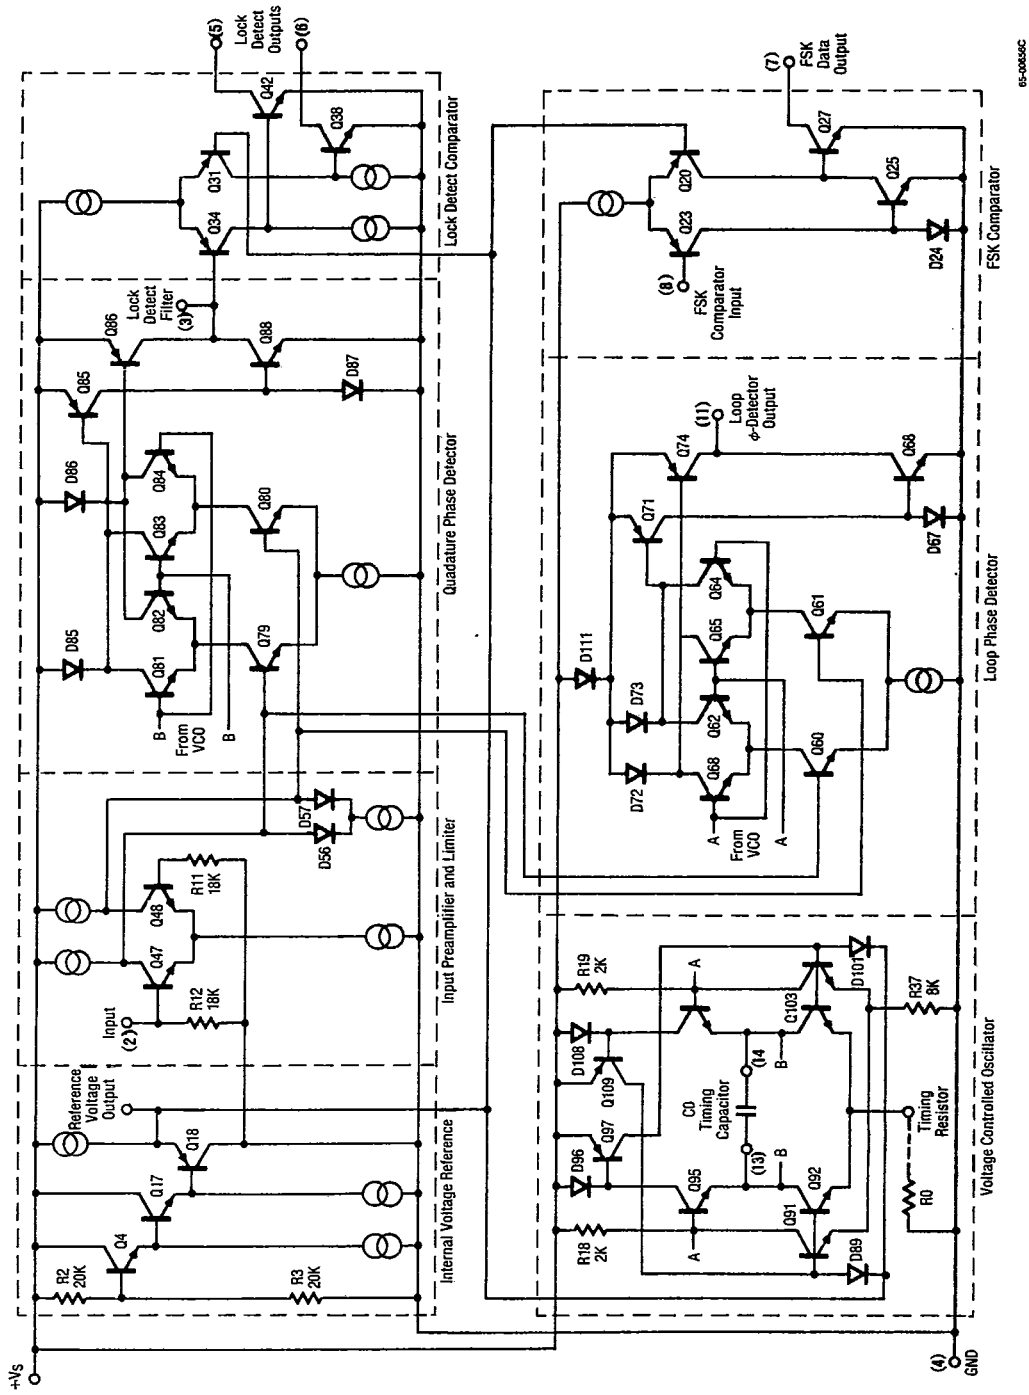 +Vs
R2
20K
R3
20K
Q4
Q17
Q18
Reference
Voltage
Output
Internal Voltage Reference
Input
(2)
Q47
Q48
R12
18K
R11
18K
D56
D57
Input Preamplifier and Limiter
D85
D86
Q81
Q82
Q83
Q84
Q85
Q86
B
From
VCO
B
Q79
Q80
Q88
D87
Lock
Detect
Filter
(3)
Quadature Phase Detector
Q34
Q31
Q42
Q38
(5)
Lock
Detect
Outputs
(6)
Lock Detect Comparator
R18
2K
D96
Q97
Q109
D108
R19
2K
A
A
Q95
C0
Timing
Capacitor
(13)
(14
B
B
Q91
Q92
Q103
D89
D101
R37
8K
R0
Timing
Resistor
(4)
GND
Voltage Controlled Oscillator
D111
D72
D73
Q68
Q62
Q65
Q64
Q71
Q74
A
From
VCO
A
Q60
Q61
D67
Q68
(11)
Loop
ϕ-Detector
Output
Loop Phase Detector
(8)
FSK
Comparator
Input
Q23
Q20
D24
Q25
Q27
(7)
FSK
Data
Output
FSK Comparator
65-00656C